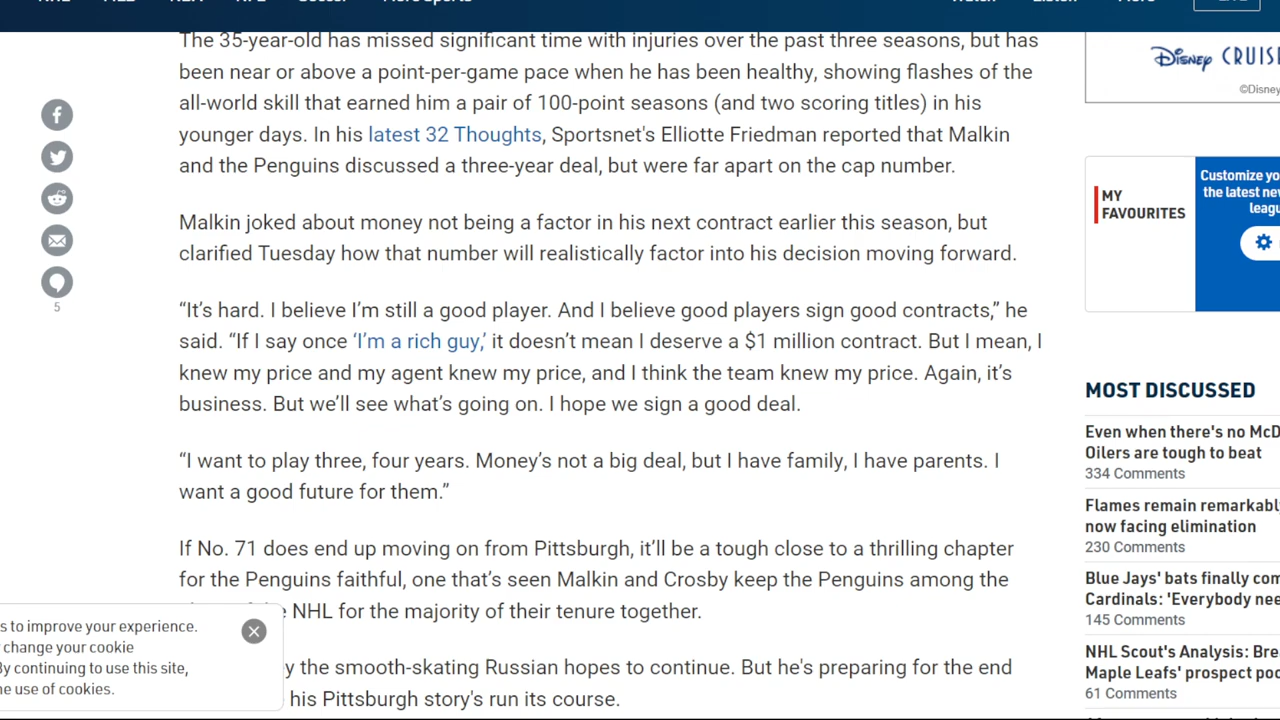 More Sports
Watch
Listen
More
The 35-year-old has missed significant time with injuries over the past three seasons, but has
been near or above a point-per-game pace when he has been healthy, showing flashes of the
all-world skill that earned him a pair of 100-point seasons (and two scoring titles) in his
younger days. In his latest 32 Thoughts, Sportsnet's Elliotte Friedman reported that Malkin
and the Penguins discussed a three-year deal, but were far apart on the cap number.
Malkin joked about money not being a factor in his next contract earlier this season, but
clarified Tuesday how that number will realistically factor into his decision moving forward.
“It’s hard. I believe I’m still a good player. And I believe good players sign good contracts,” he
said. “If I say once ‘I’m a rich guy,’ it doesn’t mean I deserve a $1 million contract. But I mean, I
knew my price and my agent knew my price, and I think the team knew my price. Again, it’s
business. But we’ll see what’s going on. I hope we sign a good deal.
“I want to play three, four years. Money’s not a big deal, but I have family, I have parents. I
want a good future for them.”
If No. 71 does end up moving on from Pittsburgh, it’ll be a tough close to a thrilling chapter
for the Penguins faithful, one that’s seen Malkin and Crosby keep the Penguins among the
NHL for the majority of their tenure together.
the smooth-skating Russian hopes to continue. But he's preparing for the end
his Pittsburgh story's run its course.
5
s to improve your experience.
change your cookie
By continuing to use this site,
use of cookies.
Disney CRUIS
©Disney
MY
FAVOURITES
Customize yo
the latest new
leagu
MOST DISCUSSED
Even when there's no McD
Oilers are tough to beat
334 Comments
Flames remain remarkabl
now facing elimination
230 Comments
Blue Jays' bats finally com
Cardinals: 'Everybody nee
145 Comments
NHL Scout's Analysis: Bre
Maple Leafs' prospect poo
61 Comments